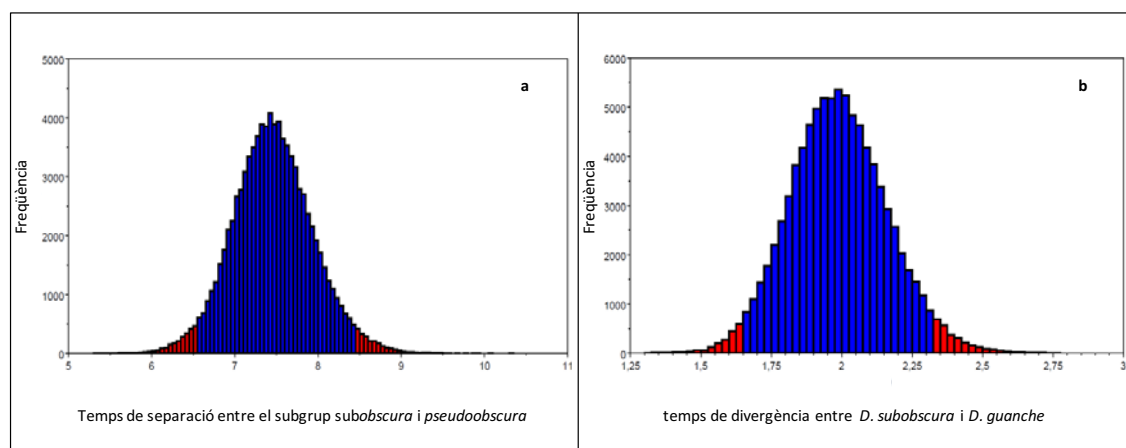 a
5000
4000
3000
2000
1000
0
Freqüència
5 6 7 8 9 10 11
Temps de separació entre el subgrup subobscura i pseudoobscura
b
6000
5000
4000
3000
2000
1000
0
Freqüència
1,25 1,5 1,75 2 2,25 2,5 2,75 3
temps de divergència entre D. subobscura i D. guanche